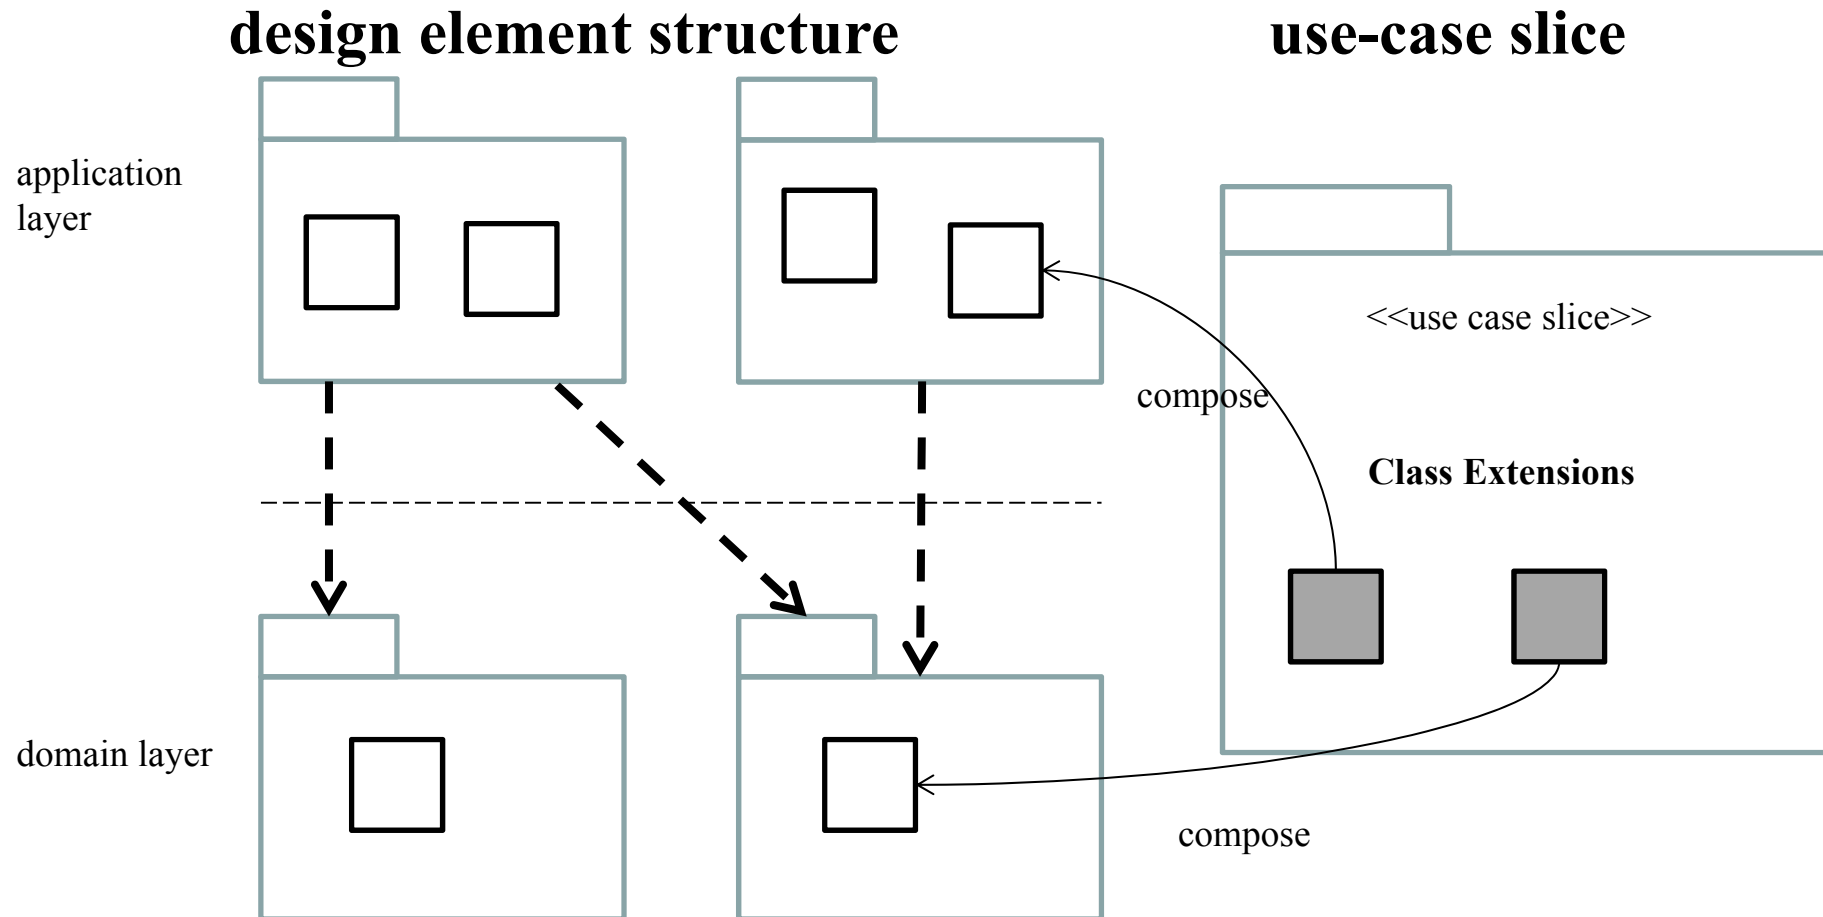 design element structure
use-case slice
application
layer
<<use case slice>>
compose
Class Extensions
domain layer
compose